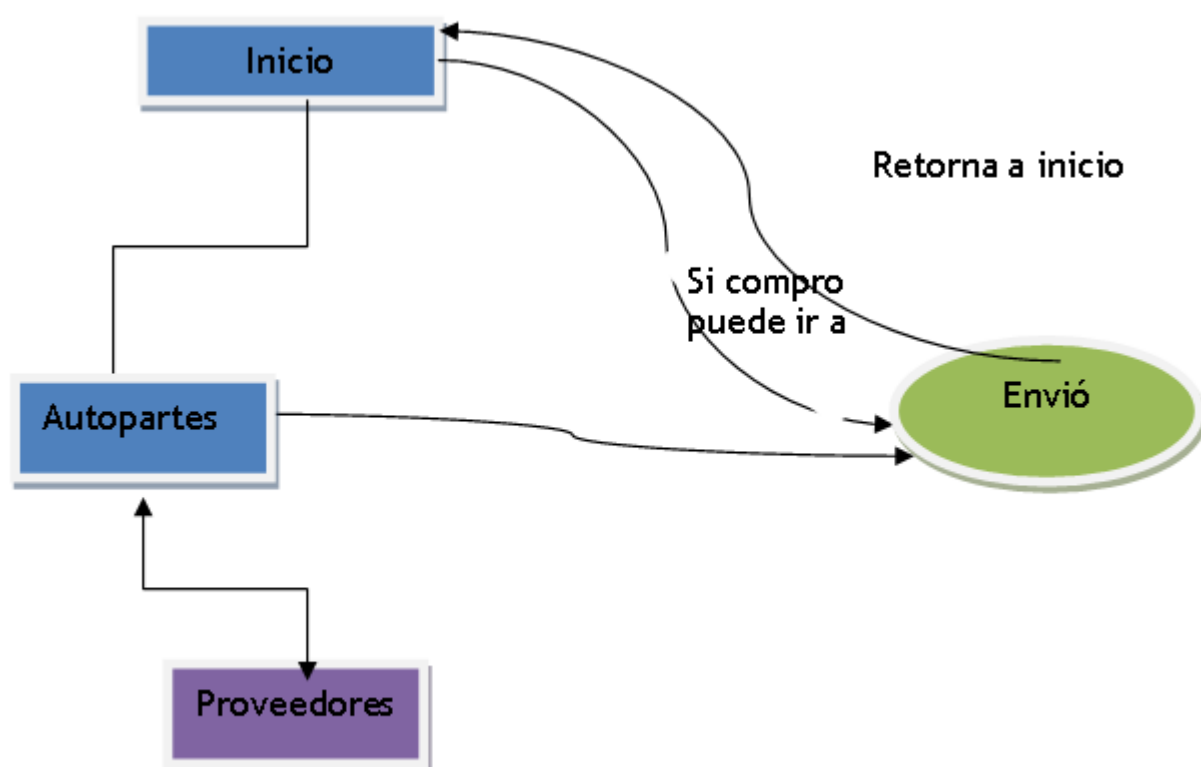 Inicio
Retorna a inicio
Si compro
puede ir a
Envió
Autopartes
Proveedores